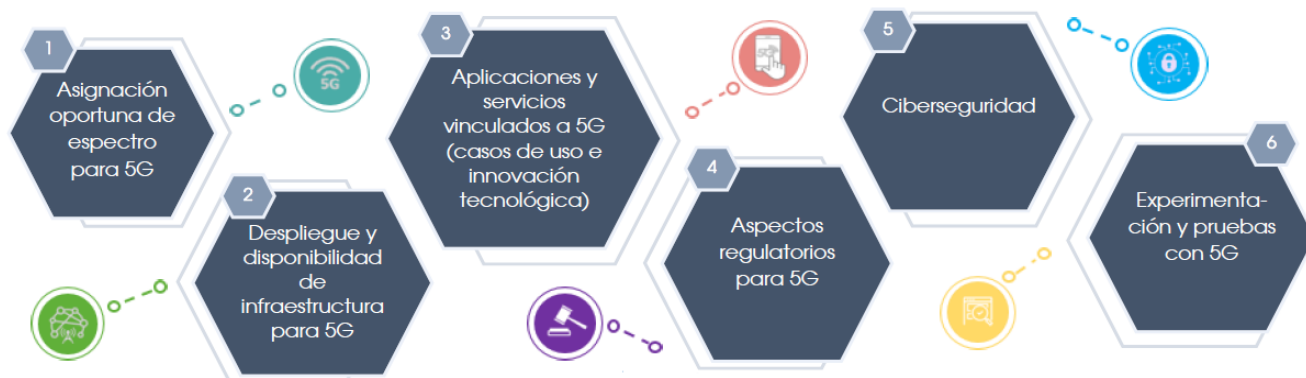 1
Asignación
oportuna de
espectro
para 5G
5G
2
Despliegue y
disponibilidad
de
infraestructura
para 5G
3
Aplicaciones y
servicios
vinculados a 5G
(casos de uso e
innovación
tecnológica)
5G
4
Aspectos
regulatorios
para 5G
5
Ciberseguridad
6
Experimenta-
ción y pruebas
con 5G